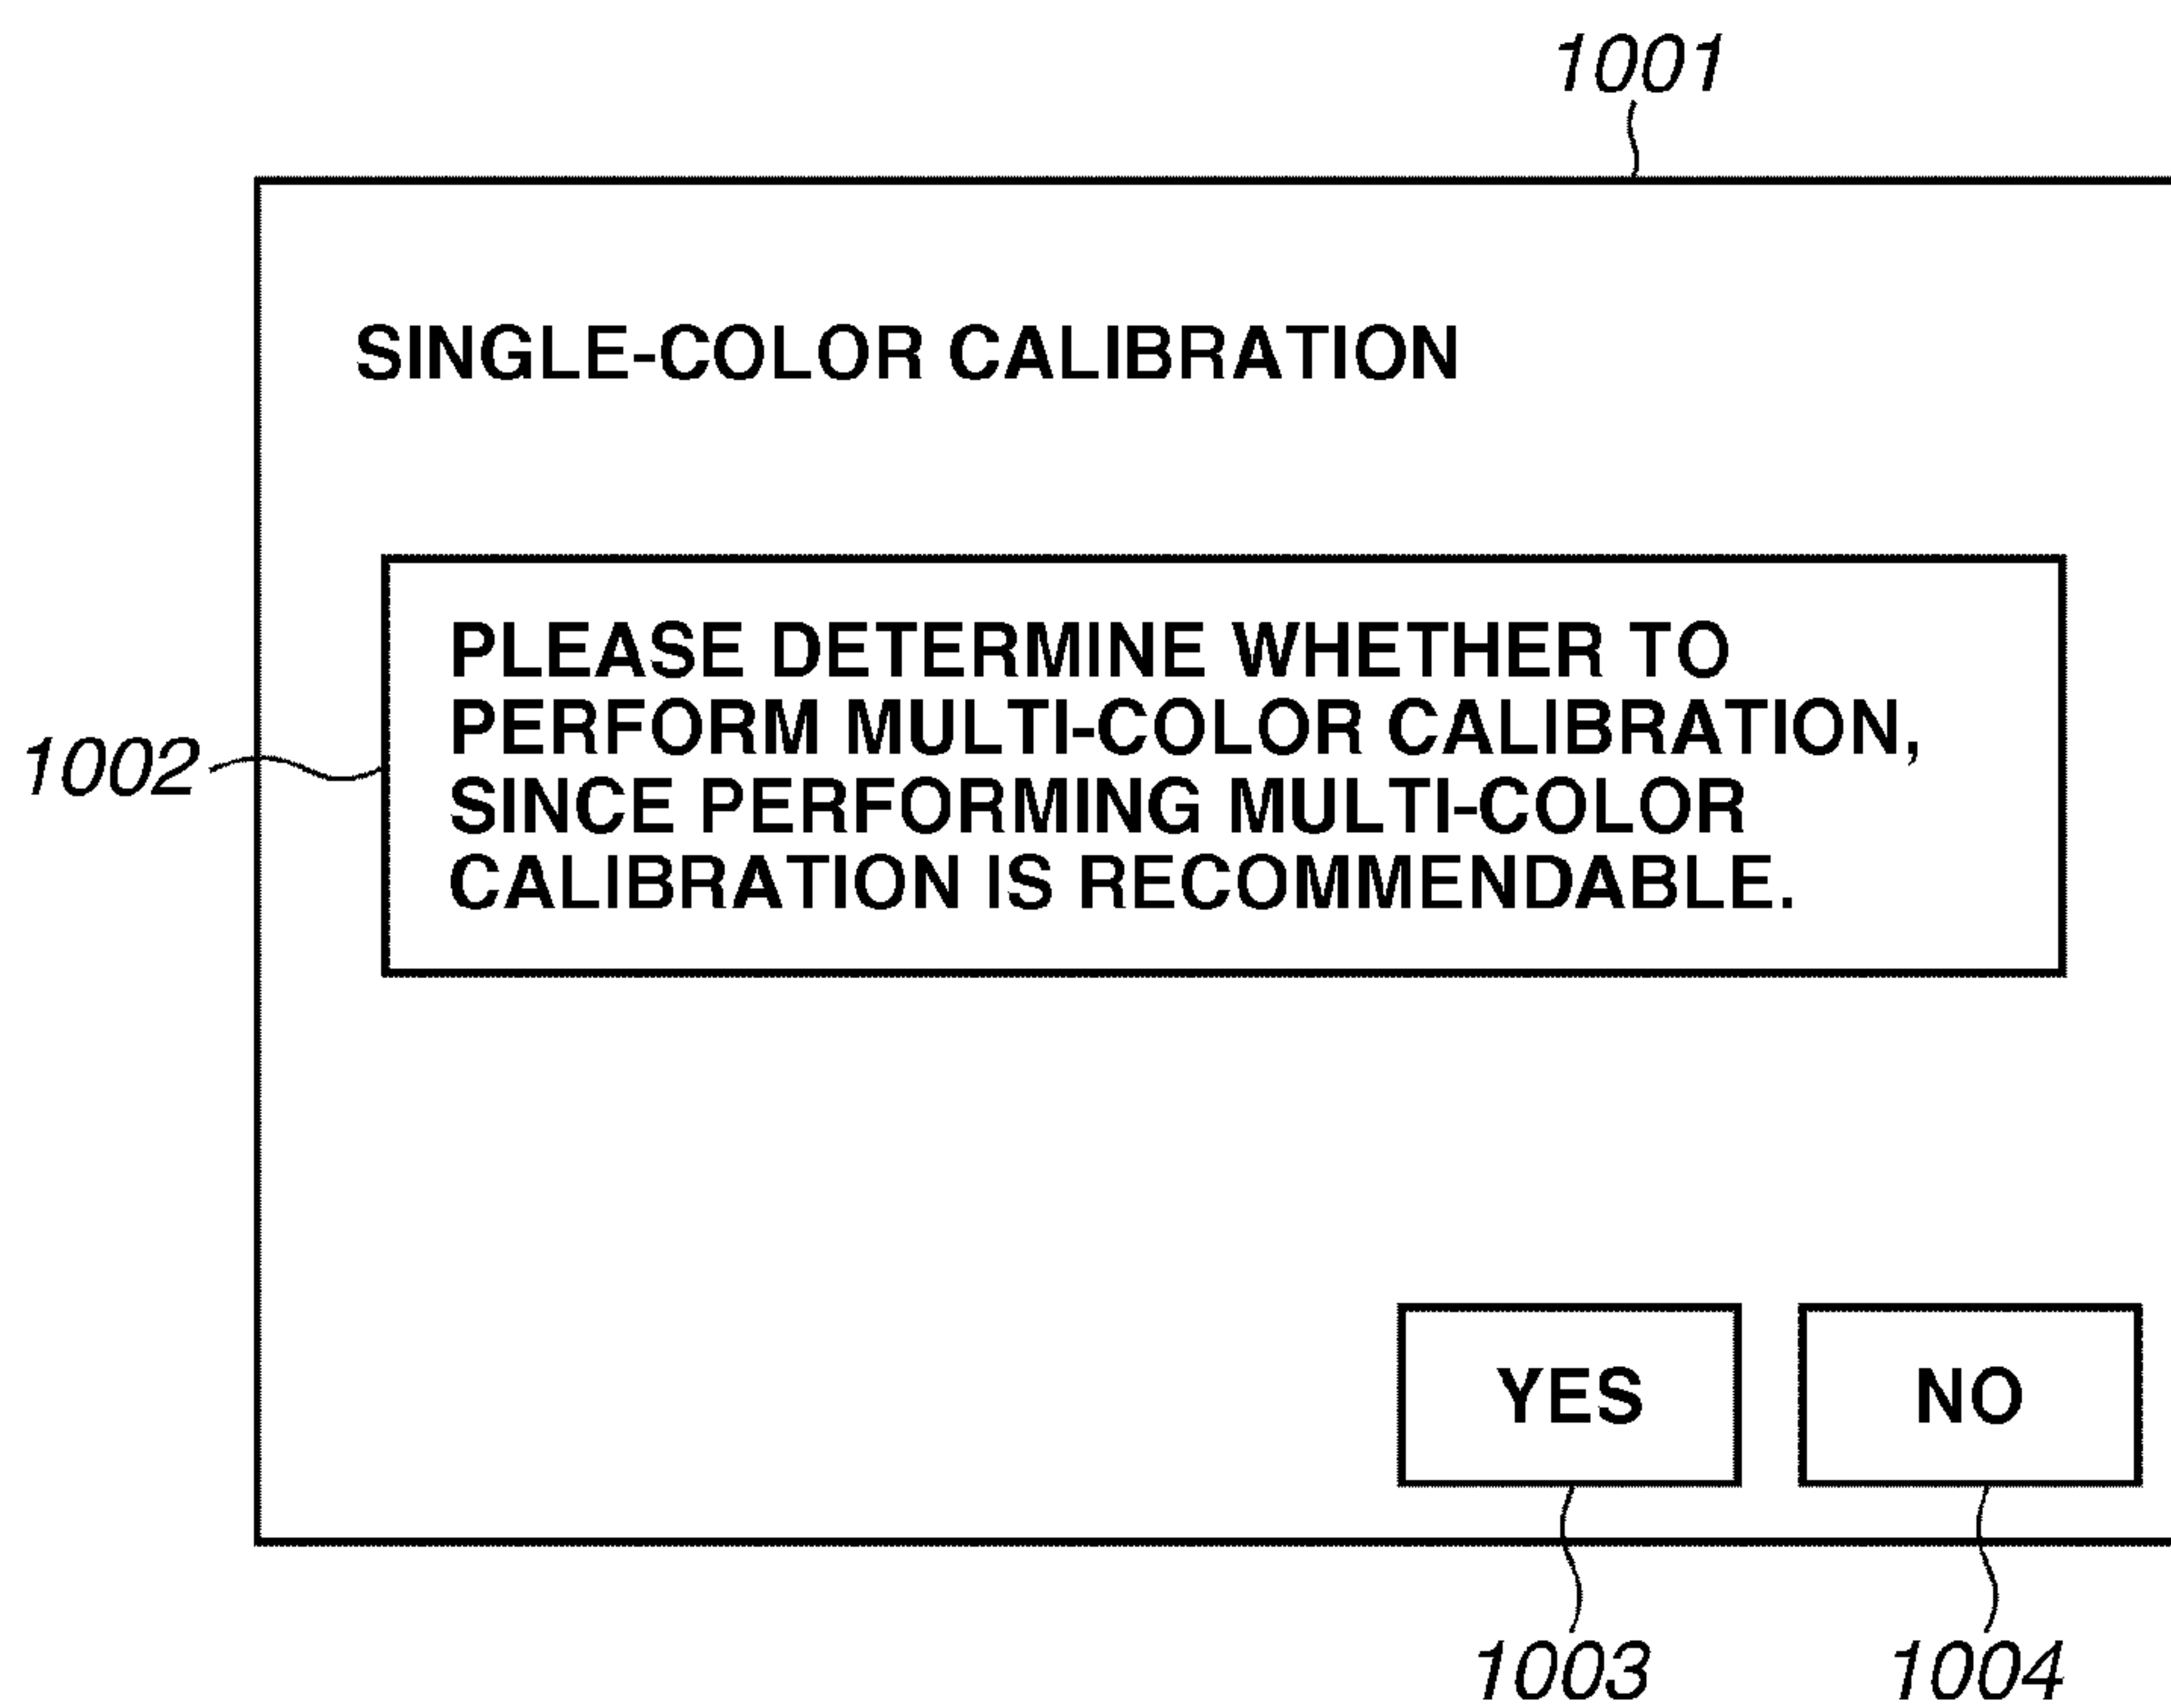 1001
SINGLE-COLOR CALIBRATION
PLEASE DETERMINE WHETHER TO
PERFORM MULTI-COLOR CALIBRATION,
SINCE PERFORMING MULTI-COLOR
CALIBRATION IS RECOMMENDABLE.
1002
YES
NO
1003
1004